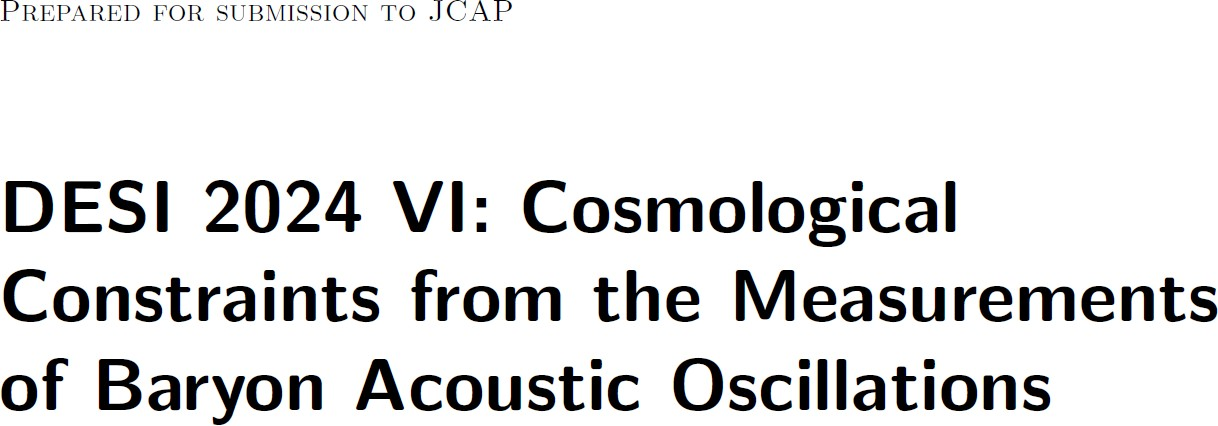 Prepared for submission to JCAP
DESI 2024 VI: Cosmological
Constraints from the Measurements
of Baryon Acoustic Oscillations